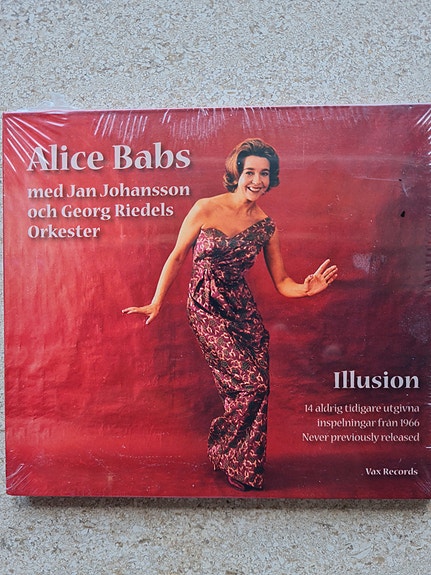 Alice Babs
med Jan Johansson
och Georg Riedels
Orkester
Illusion
14 aldrig tidigare utgivna
inspelningar från 1966
Never previously released
Vax Records